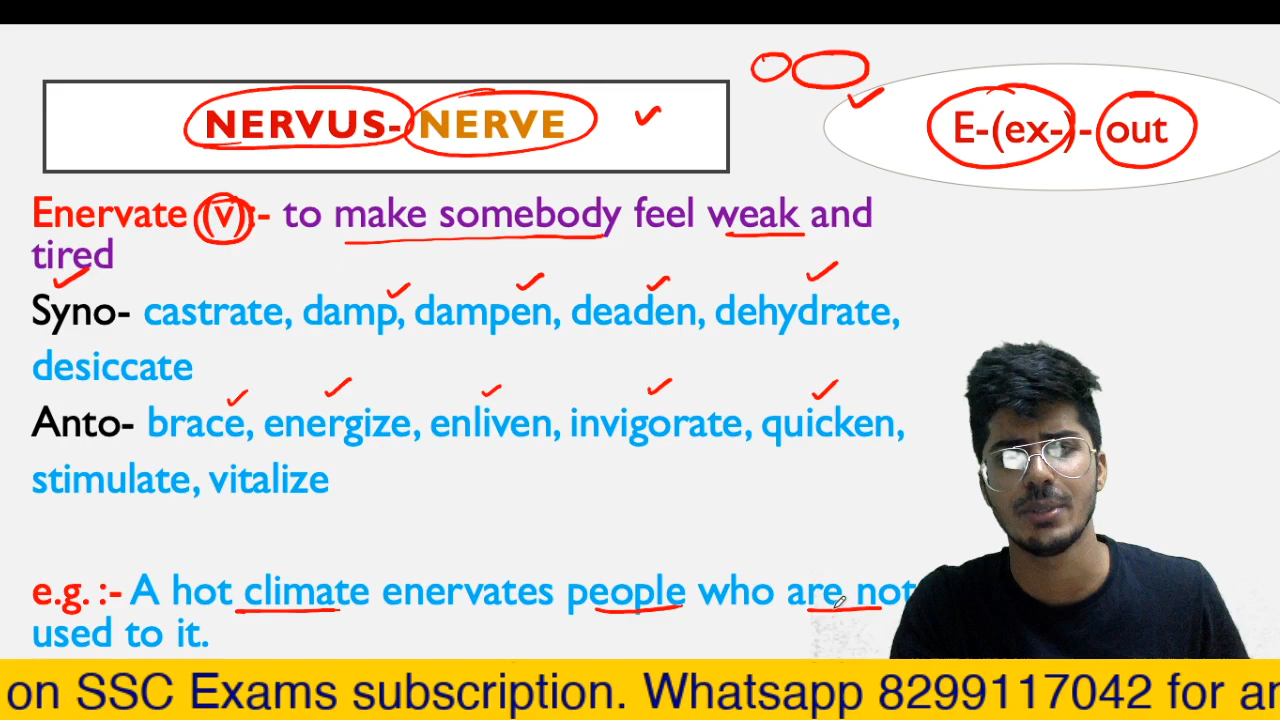 NERVUS- NERVE
E-(ex-)- out
Enervate (v):- to make somebody feel weak and
tired
Syno- castrate, damp, dampen, deaden, dehydrate,
desiccate
Anto- brace, energize, enliven, invigorate, quicken,
stimulate, vitalize
e.g. :- A hot climate enervates people who are not
used to it.
on SSC Exams subscription. Whatsapp 8299117042 for